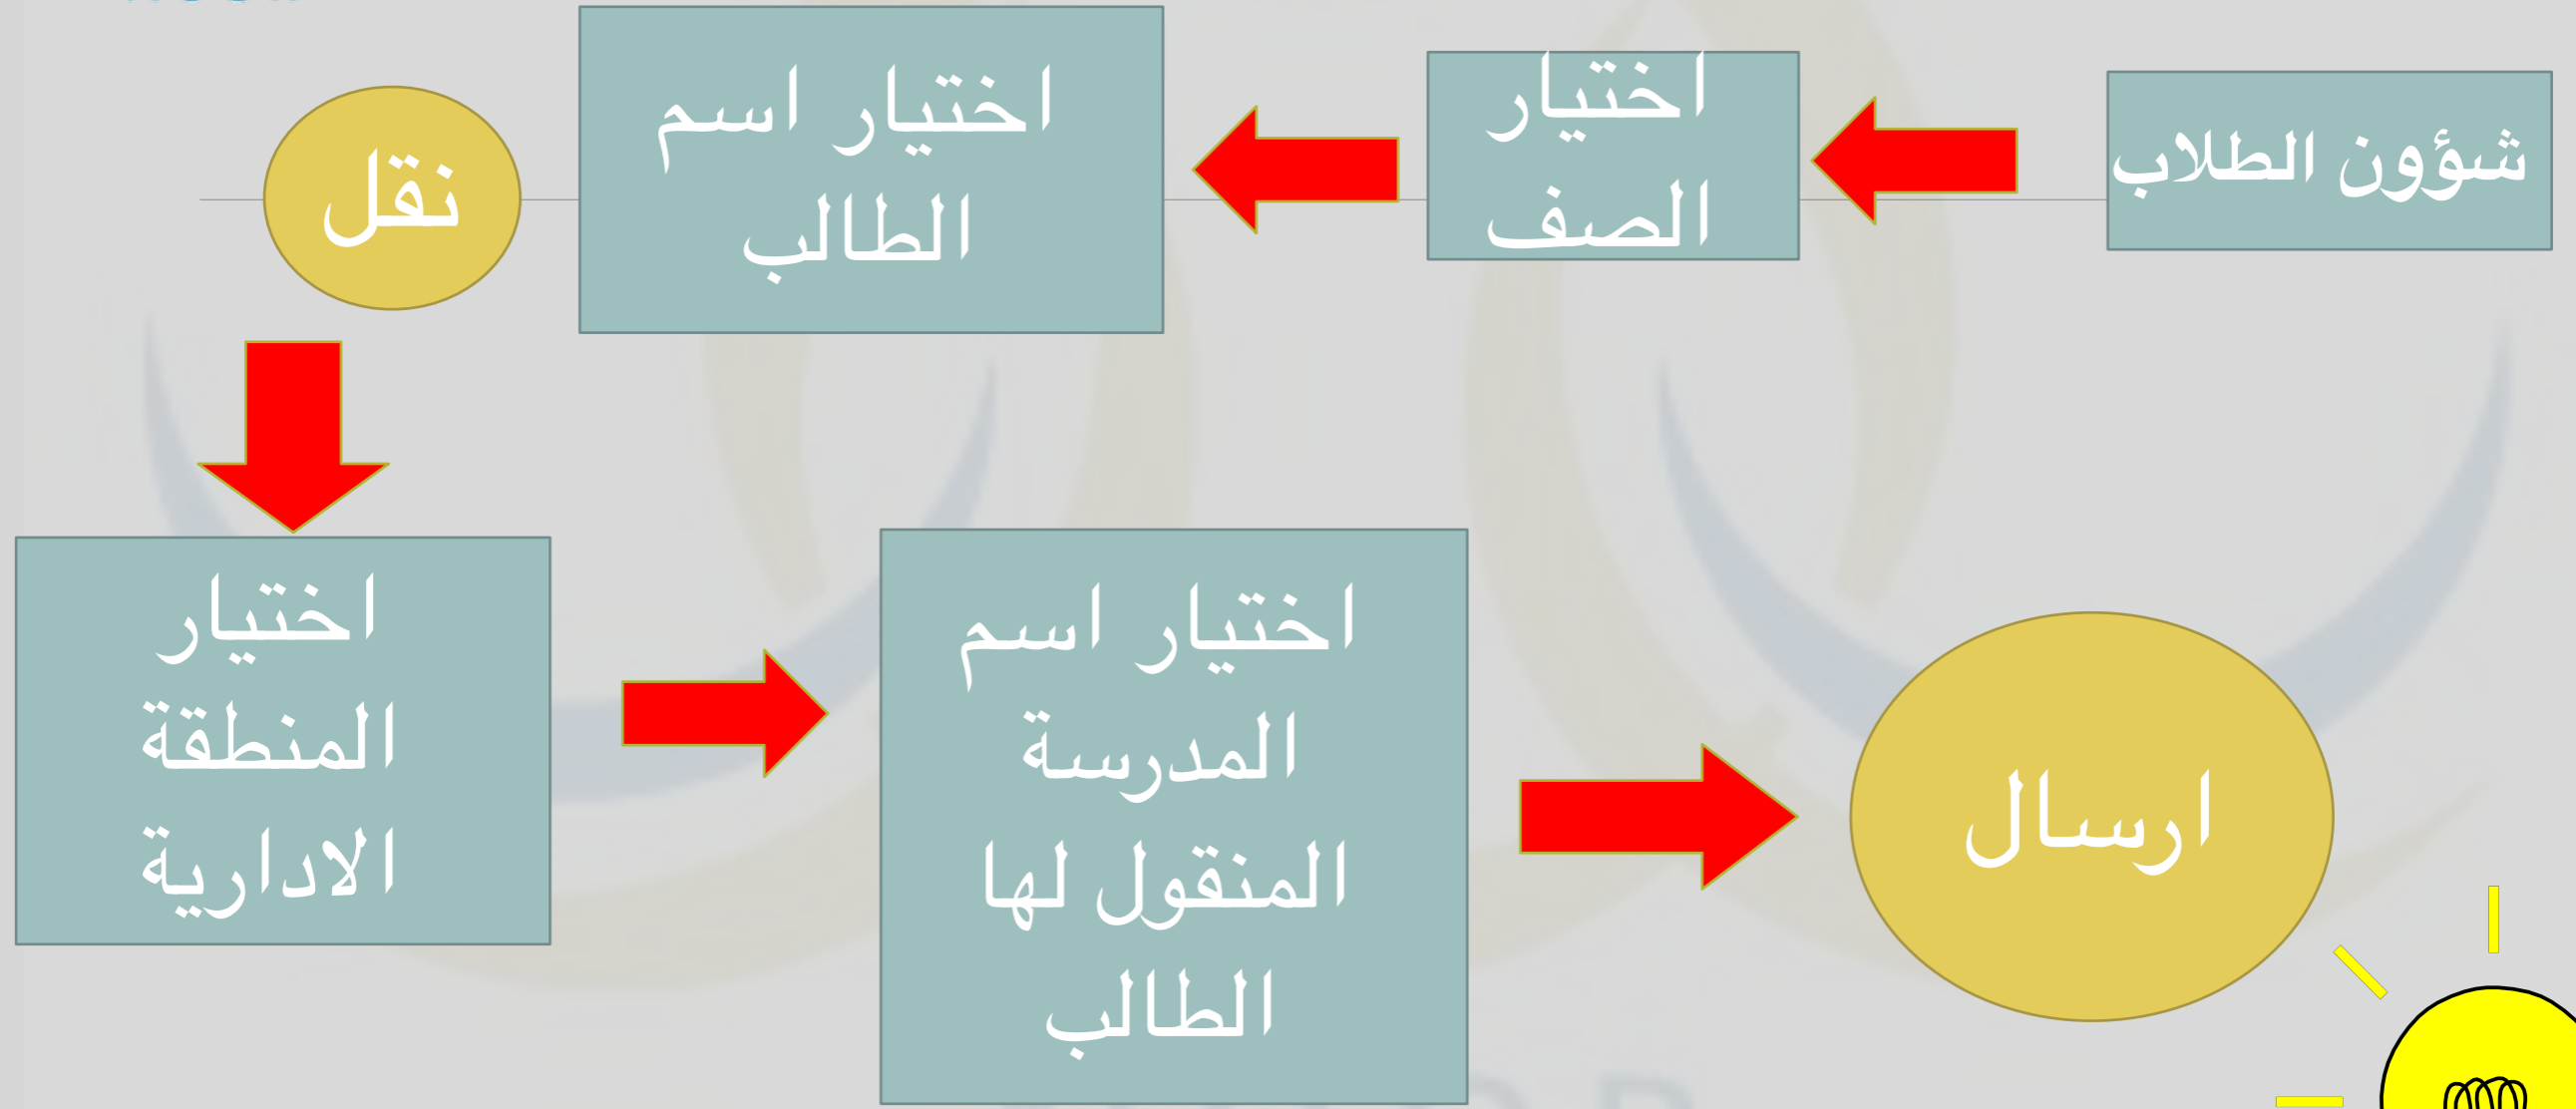 شؤون الطلاب
اختيار
الصف
اختيار اسم
الطالب
نقل
اختيار
المنطقة
الادارية
اختيار اسم
المدرسة
المنقول لها
الطالب
ارسال